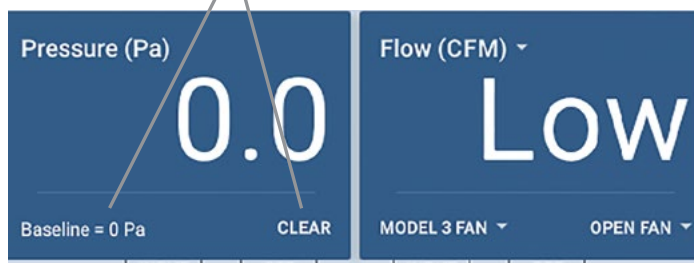 Pressure (Pa)
0.0
Baseline = 0 Pa
CLEAR
Flow (CFM)
Low
MODEL 3 FAN
OPEN FAN